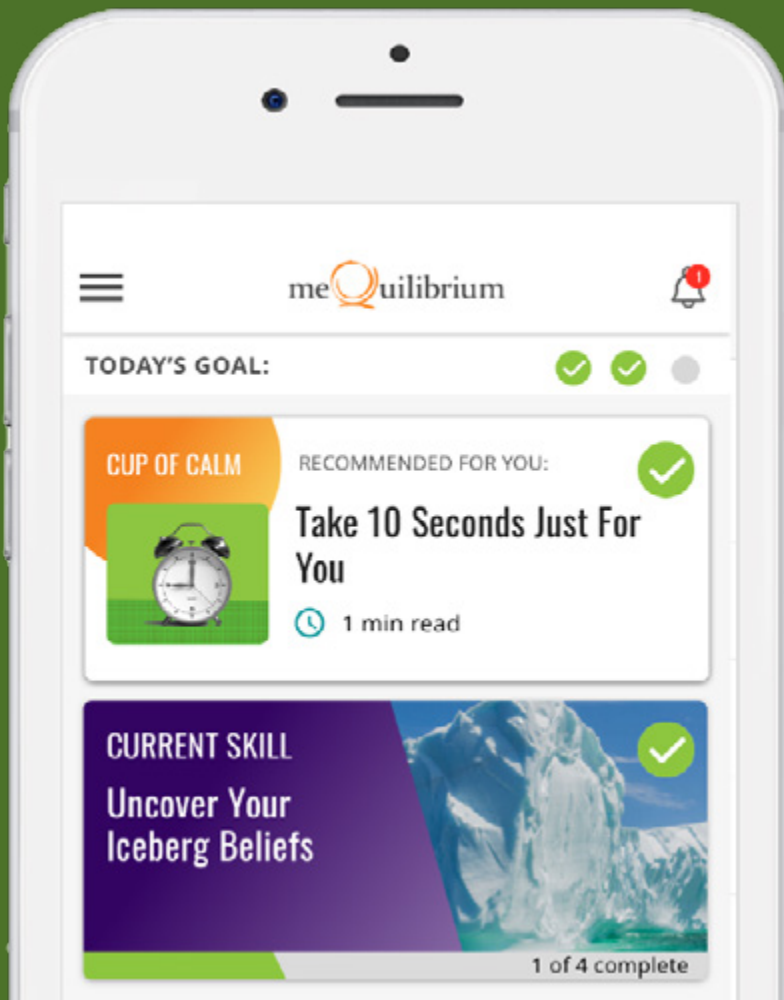 meQuilibrium
TODAY'S GOAL:
CUP OF CALM
RECOMMENDED FOR YOU:
Take 10 Seconds Just For
You
1 min read
CURRENT SKILL
Uncover Your
Iceberg Beliefs
1 of 4 complete